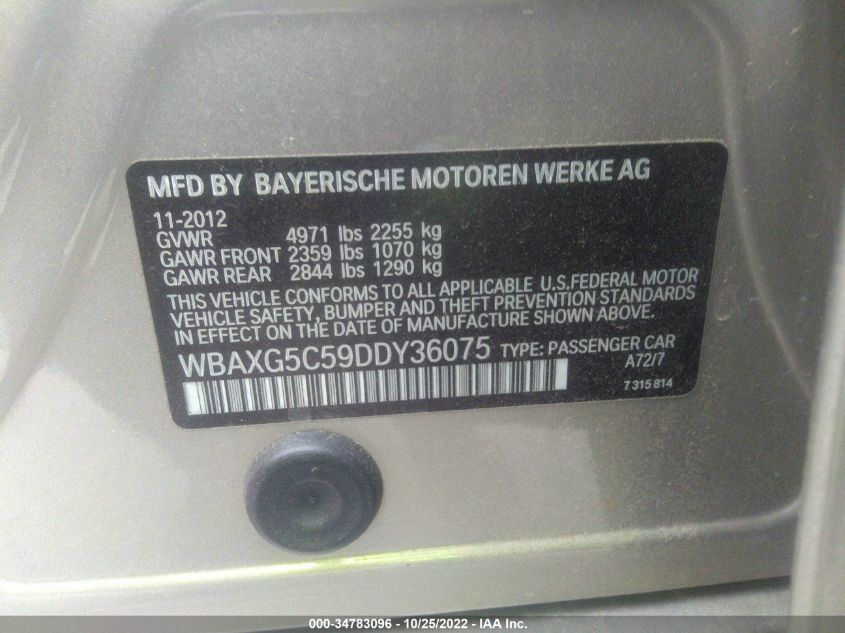 MFD BY BAYERISCHE MOTOREN WERKE AG
11-2012
GVWR 4971 lbs 2255 kg
GAWR FRONT 2359 lbs 1070 kg
GAWR REAR 2844 lbs 1290 kg
THIS VEHICLE CONFORMS TO ALL APPLICABLE U.S.FEDERAL MOTOR
VEHICLE SAFETY, BUMPER AND THEFT PREVENTION STANDARDS
IN EFFECT ON THE DATE OF MANUFACTURE SHOWN ABOVE.
WBAXG5C59DDY36075 TYPE: PASSENGER CAR
A72/7
7 315 814
000-34783096 - 10/25/2022 - IAA Inc.